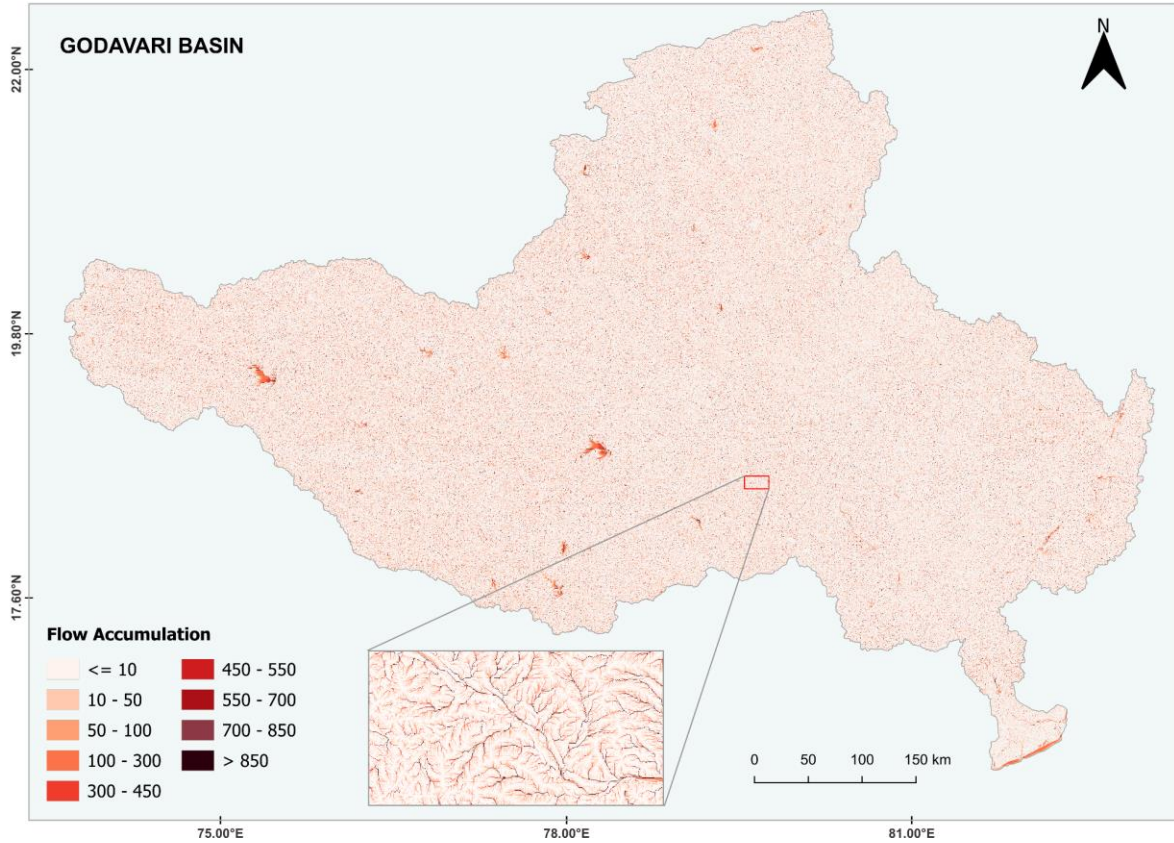 GODAVARI BASIN
N
22.00°N
19.80°N
17.60°N
Flow Accumulation
<= 10
10 - 50
50 - 100
100 - 300
300 - 450
450 - 550
550 - 700
700 - 850
> 850
0 50 100 150 km
75.00°E 78.00°E 81.00°E